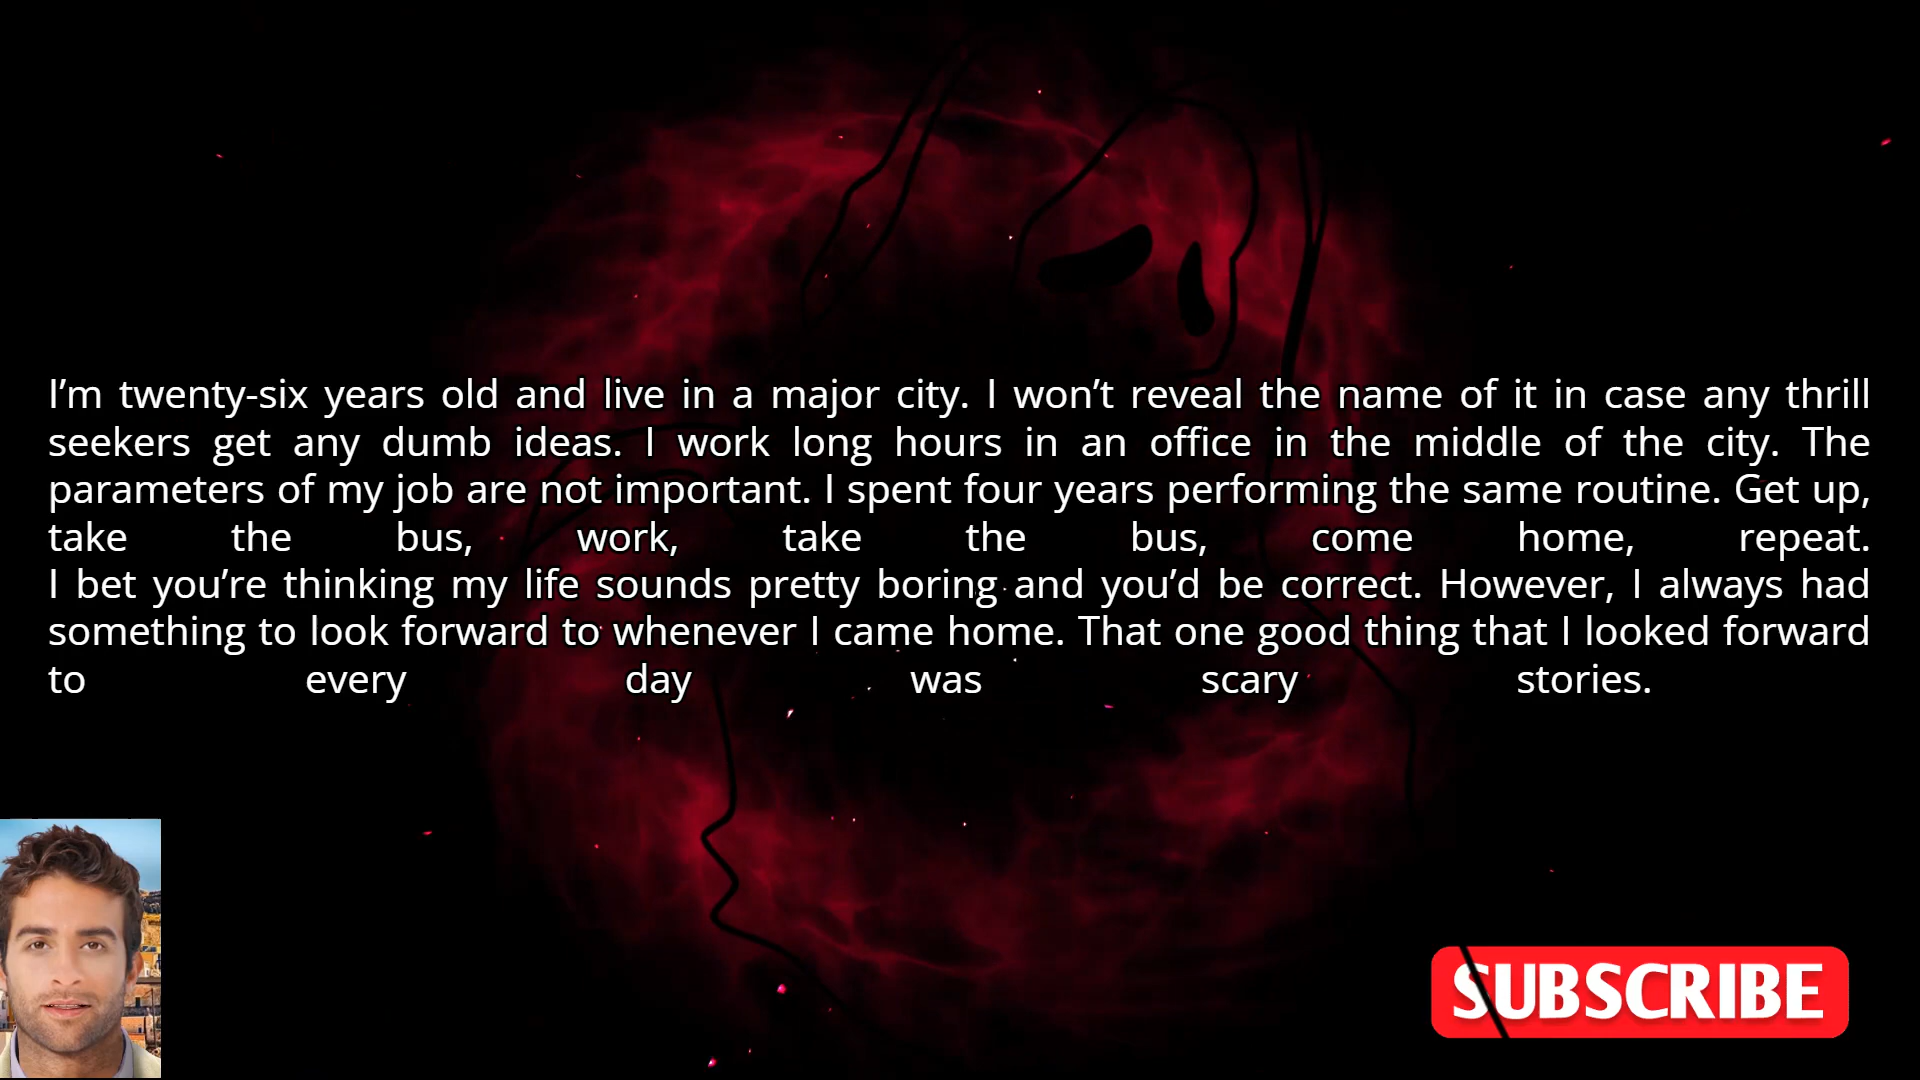 I’m twenty-six years old and live in a major city. I won’t reveal the name of it in case any thrill
seekers get any dumb ideas. I work long hours in an office in the middle of the city. The
parameters of my job are not important. I spent four years performing the same routine. Get up,
take the bus, work, take the bus, come home, repeat.
I bet you’re thinking my life sounds pretty boring and you’d be correct. However, I always had
something to look forward to whenever I came home. That one good thing that I looked forward
to every day was scary stories.
SUBSCRIBE